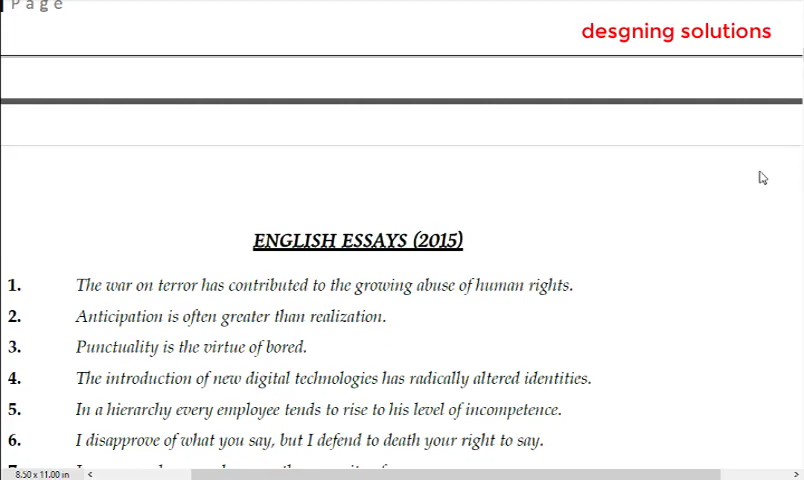 Page
desgning solutions
ENGLISH ESSAYS (2015)
1. The war on terror has contributed to the growing abuse of human rights.
2. Anticipation is often greater than realization.
3. Punctuality is the virtue of bored.
4. The introduction of new digital technologies has radically altered identities.
5. In a hierarchy every employee tends to rise to his level of incompetence.
6. I disapprove of what you say, but I defend to death your right to say.
8.50 x 11.00 in